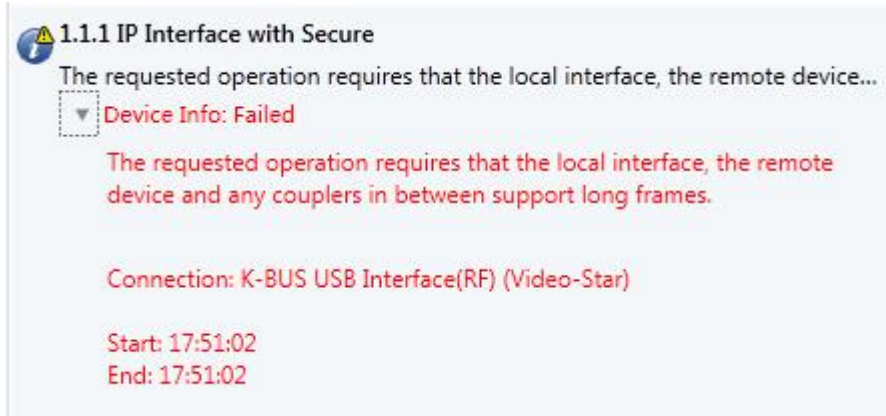 1.1.1 IP Interface with Secure
The requested operation requires that the local interface, the remote device...
Device Info: Failed
The requested operation requires that the local interface, the remote
device and any couplers in between support long frames.
Connection: K-BUS USB Interface(RF) (Video-Star)
Start: 17:51:02
End: 17:51:02